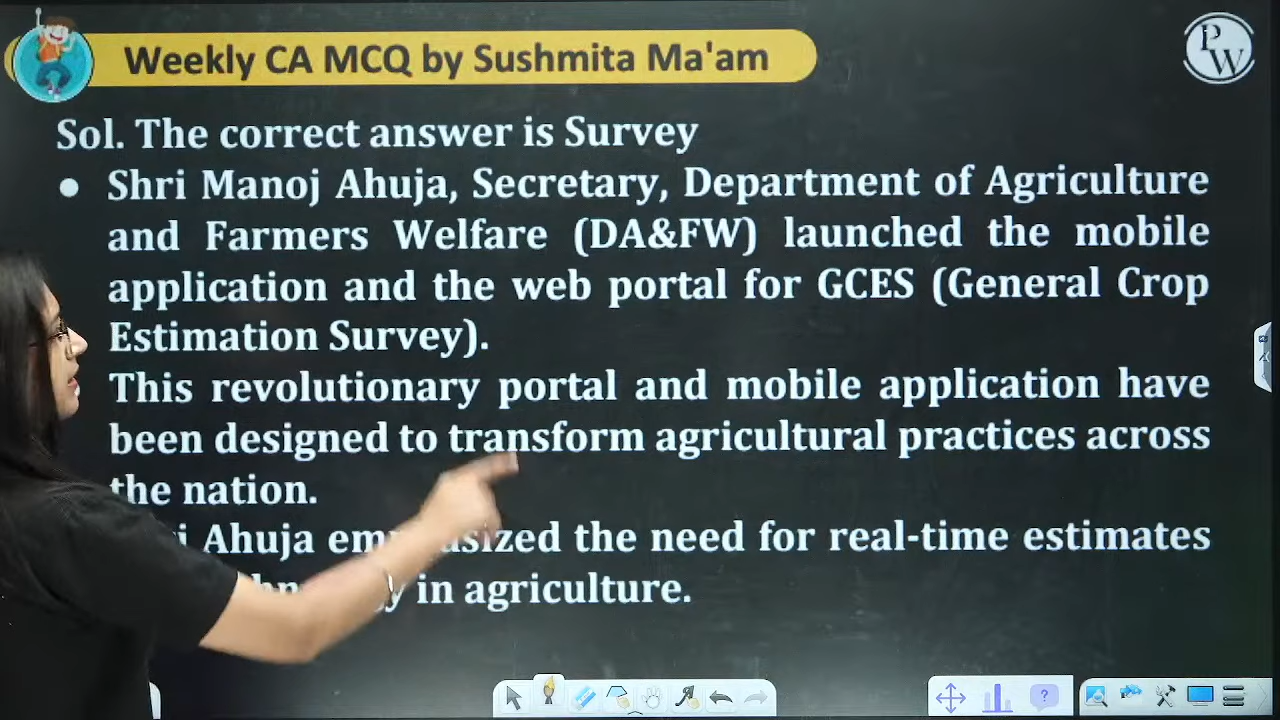 Weekly CA MCQ by Sushmita Ma'am
PW
Sol. The correct answer is Survey
● Shri Manoj Ahuja, Secretary, Department of Agriculture
and Farmers Welfare (DA&FW) launched the mobile
application and the web portal for GCES (General Crop
Estimation Survey).
This revolutionary portal and mobile application have
been designed to transform agricultural practices across
the nation.
Ahuja the need for real-time estimates
in agriculture.